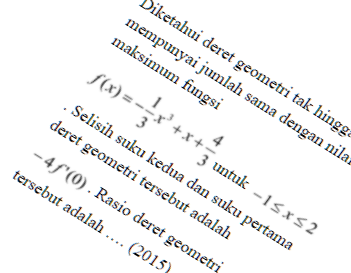 Diketahui deret geometri tak hingga
mempunyai jumlah sama dengan nilai
maksimum fungsi
f(x) = -\frac{1}{3}x^3 + x + \frac{4}{3} untuk -1 ≤ x ≤ 2
. Selisih suku kedua dan suku pertama
deret geometri tersebut adalah
-4f'(0) . Rasio deret geometri
tersebut adalah .... (2015)